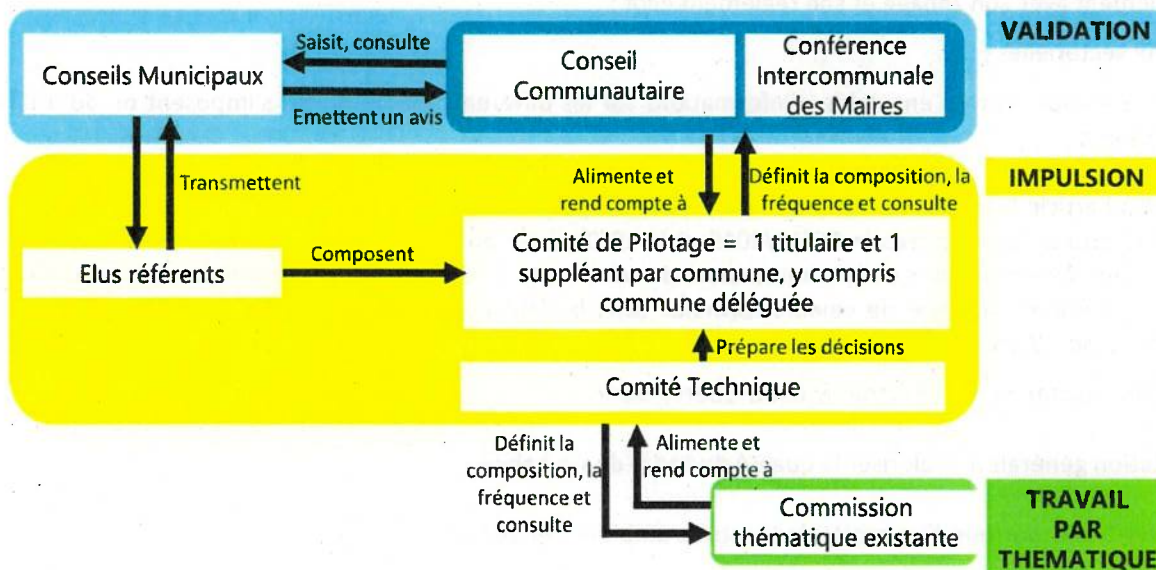 VALIDATION
Saisit, consulte
Conseils Municipaux
Emettent un avis
Conseil
Communautaire
Conférence
Intercommunale
des Maires
IMPULSION
Transmettent
Alimente et
rend compte à
Définit la composition, la
fréquence et consulte
Elus référents
Composent
Comité de Pilotage = 1 titulaire et 1
suppléant par commune, y compris
commune déléguée
Prépare les décisions
Comité Technique
Définit la
composition, la
fréquence et
consulte
Alimente et
rend compte à
Commission
thématique existante
TRAVAIL
PAR
THEMATIQUE